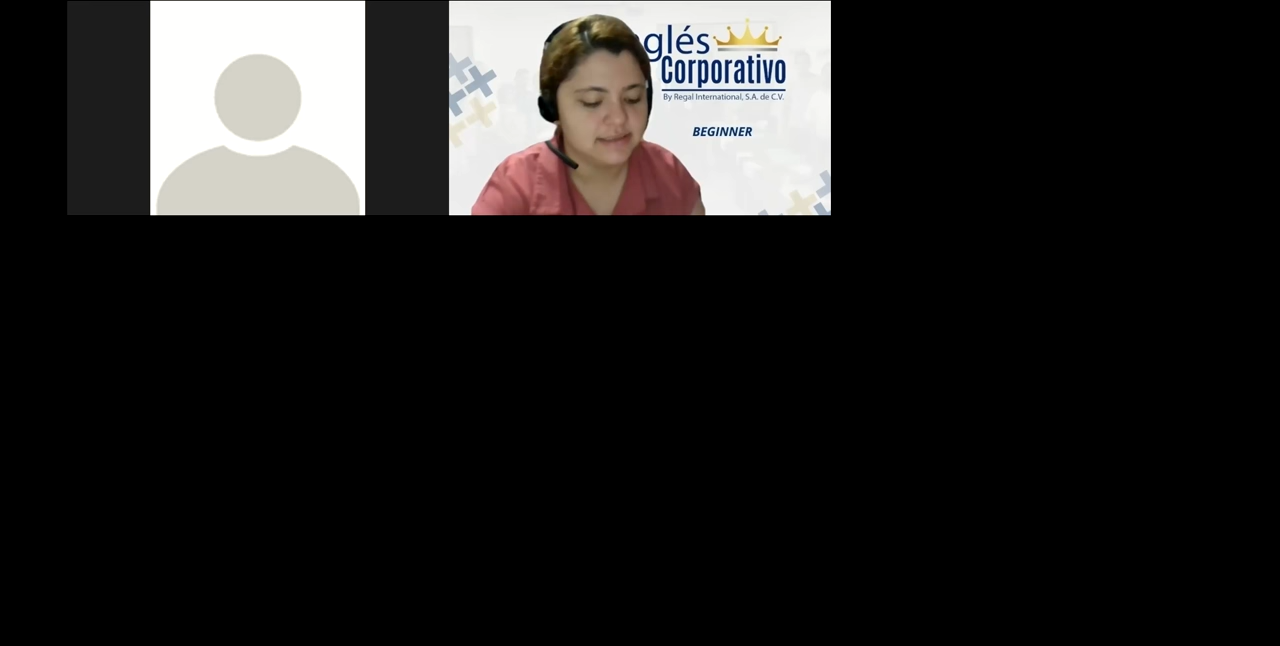 glés
Corporativo
By Regal International, S.A. de C.V.
BEGINNER